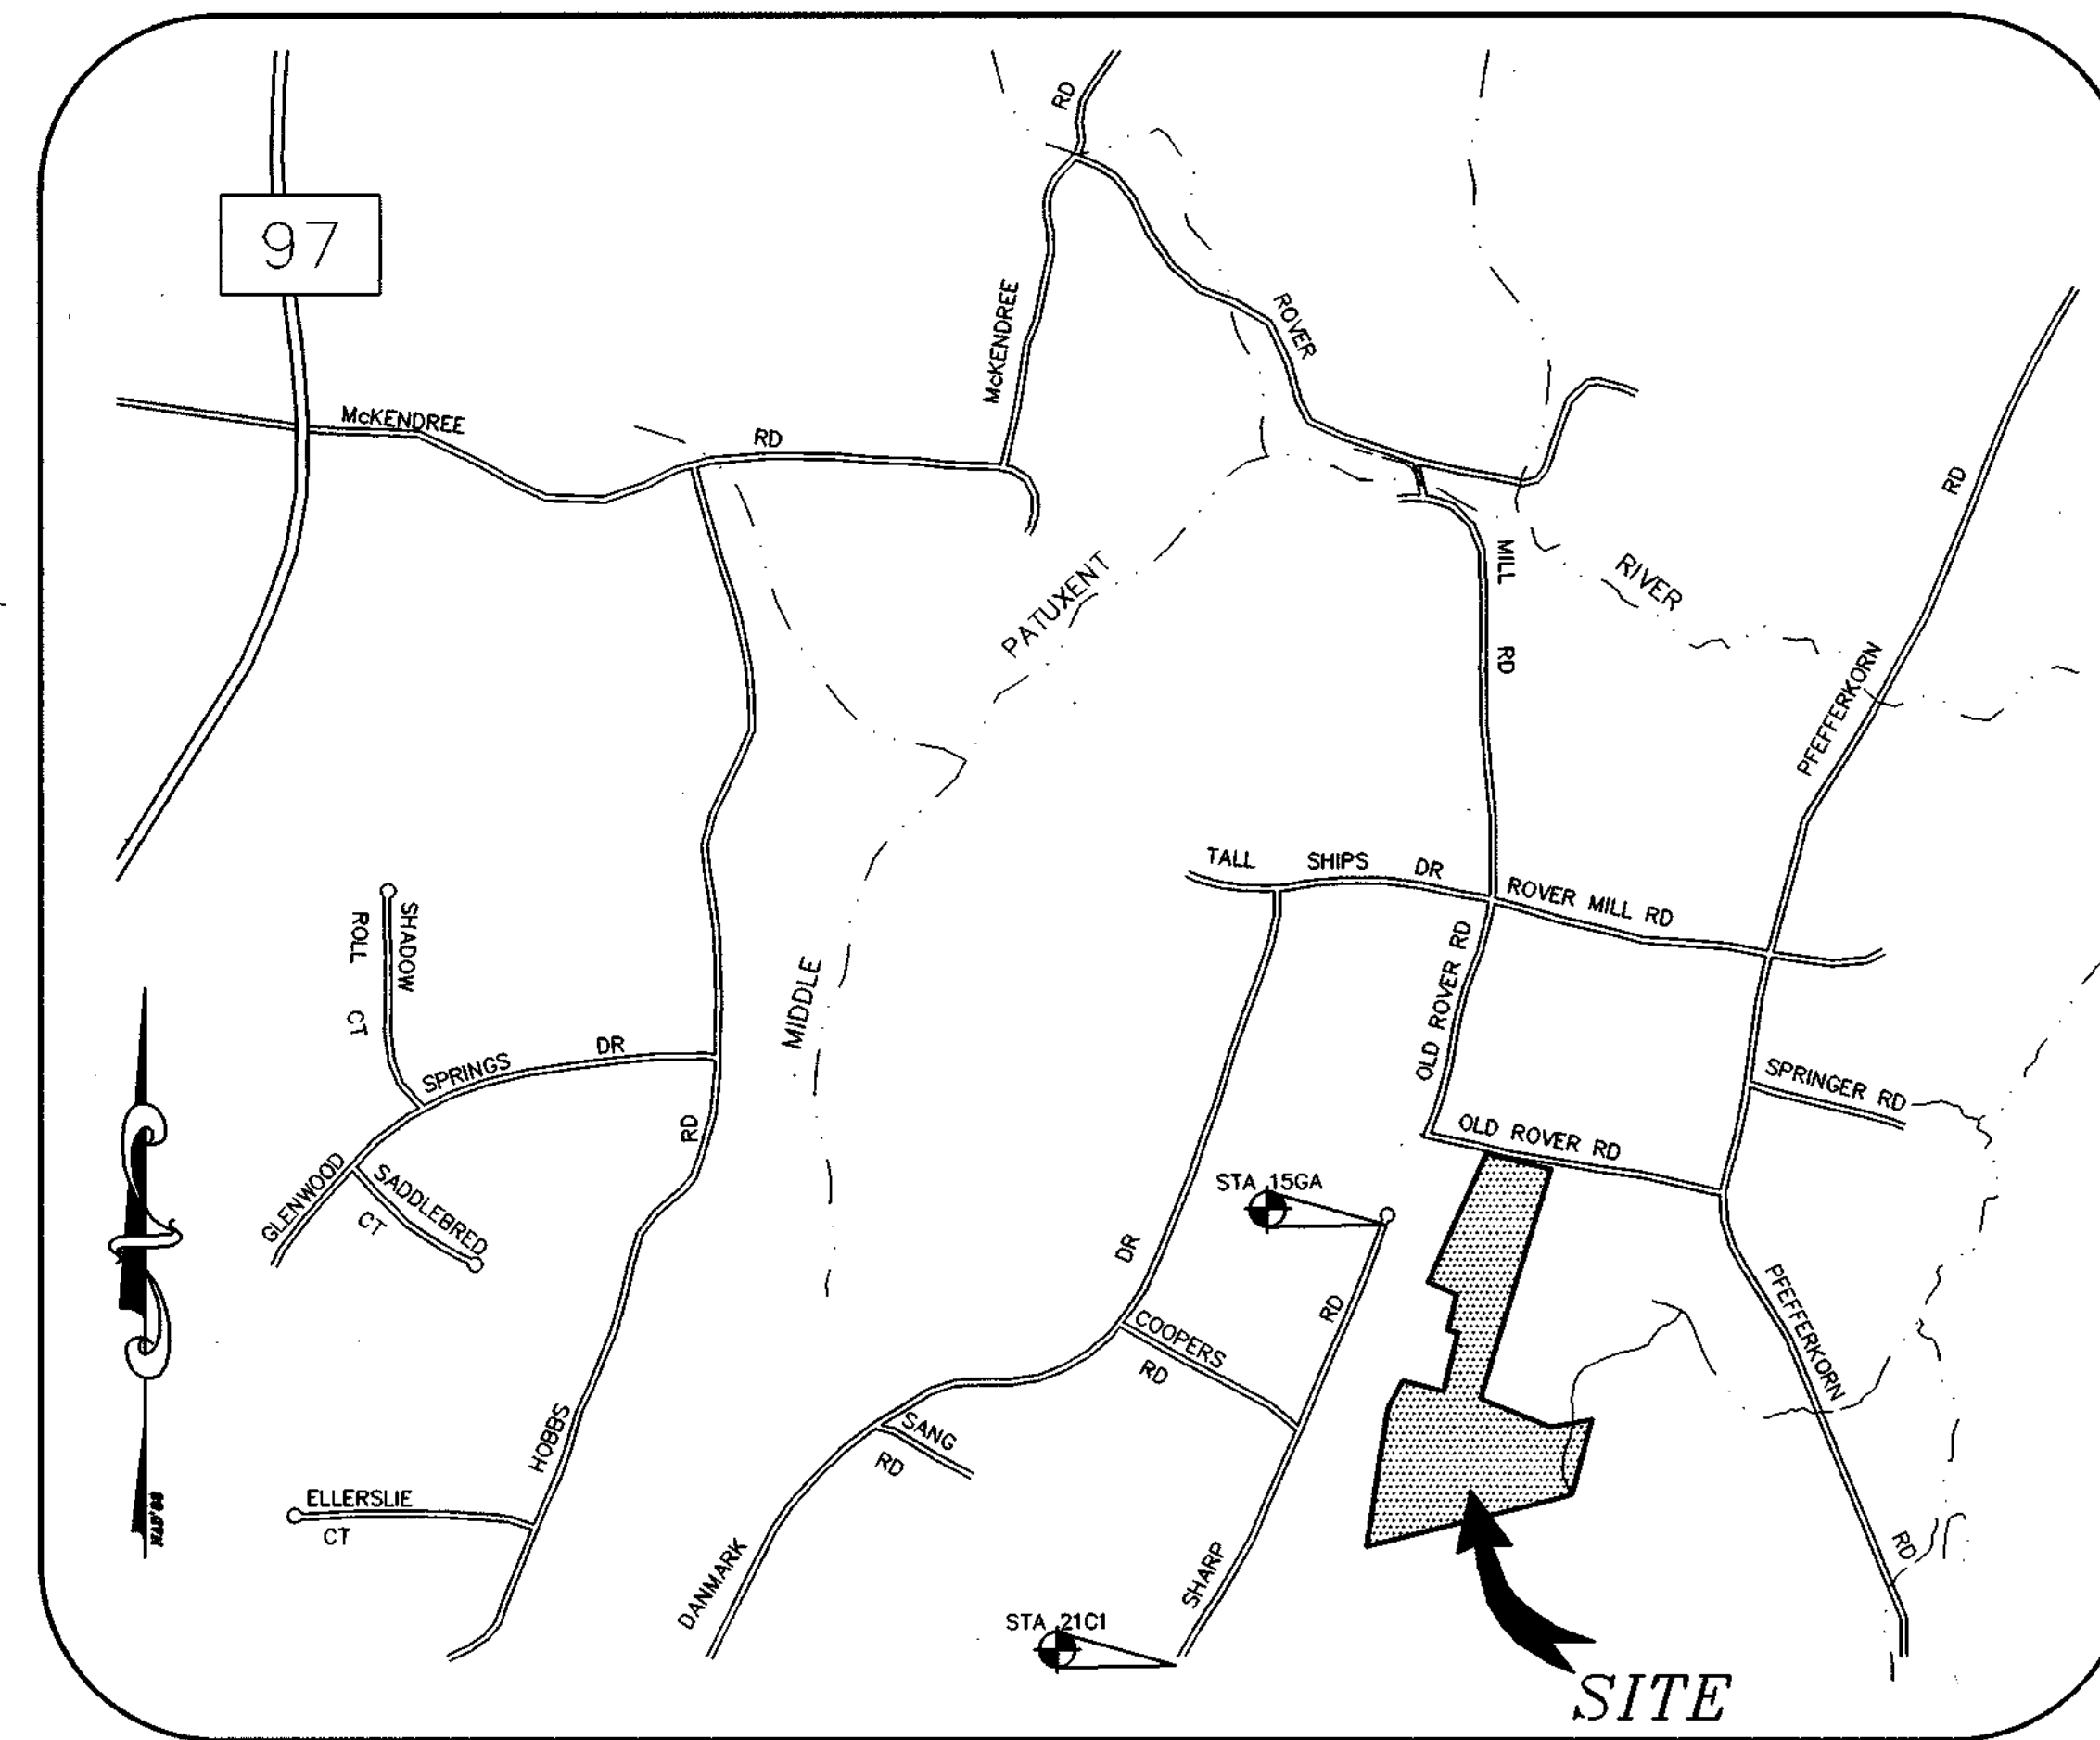 RD
97
McKENDREE
ROVER
McKENDREE
RD
RD
MILL
PATUXENT
RIVER
RD
PFEFFERKORN
TALL SHIPS DR
ROVER MILL RD
SHADOW
ROLL CT
OLD ROVER RD
MIDDLE
SPRINGS DR
SPRINGER RD
RD
OLD ROVER RD
GLENWOOD
SADDLEBRED
CT
STA 15GA
DR
COOPERS
RD
RD
PFEFFERKORN
HOBBS
SANG
RD
ELLERSLIE
CT
DANMARK
SHARP
RD
STA 21C1
SITE